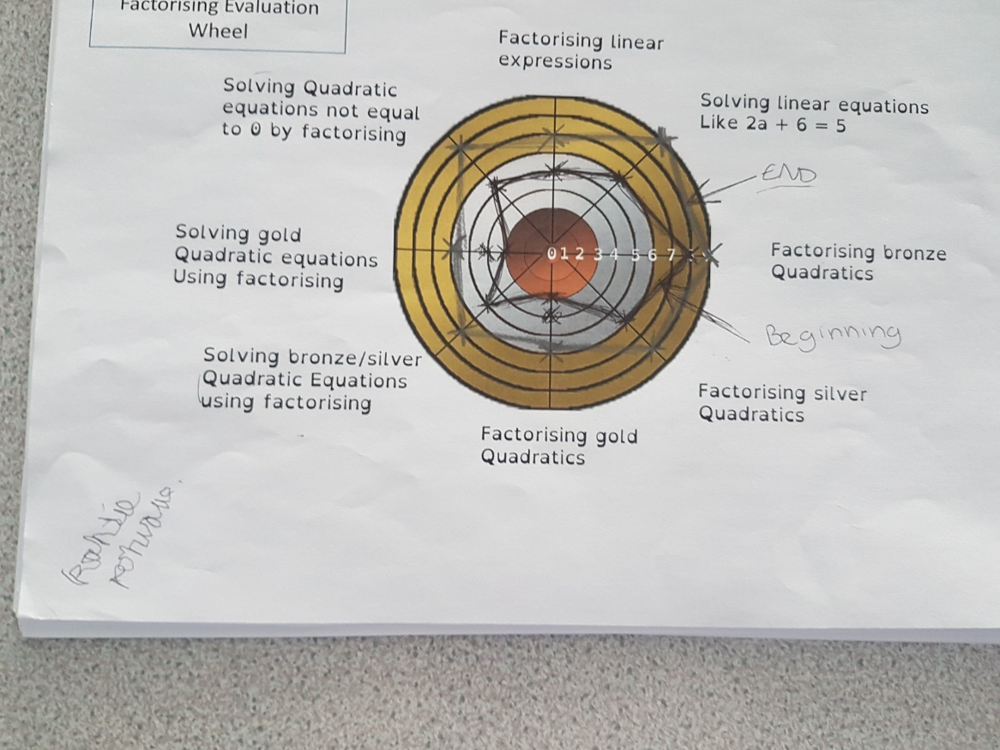 Factorising Evaluation
Wheel
Factorising linear
expressions
Solving Quadratic
equations not equal
to 0 by factorising
Solving linear equations
Like 2a + 6 = 5
END
Solving gold
Quadratic equations
Using factorising
0 1 2 3 4 5 6 7
Factorising bronze
Quadratics
Beginning
Solving bronze/silver
Quadratic Equations
using factorising
Factorising silver
Quadratics
Factorising gold
Quadratics